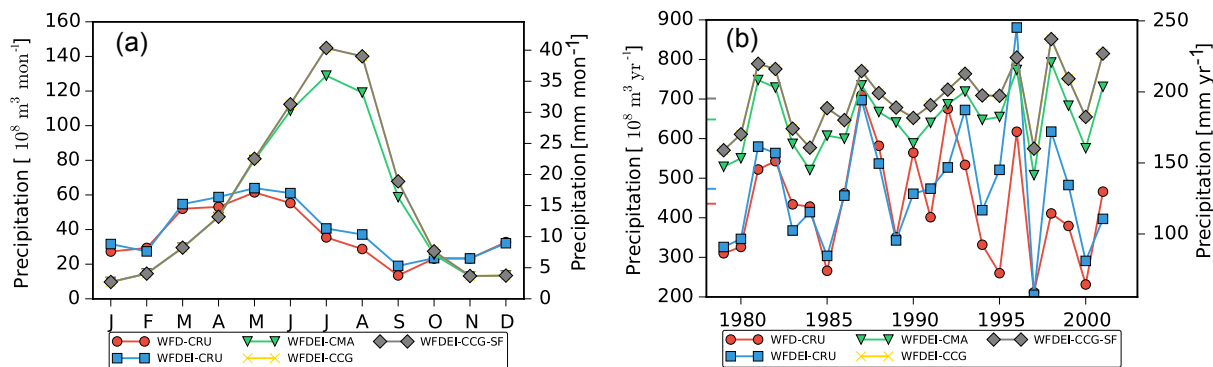 (a)
Precipitation [ 10⁸ m³ mon⁻¹]
160
140
120
100
80
60
40
20
0
J F M A M J J A S O N D
40
35
30
25
20
15
10
5
0
Precipitation [mm mon⁻¹]
WFD-CRU
WFDEI-CRU
WFDEI-CMA
WFDEI-CCG
WFDEI-CCG-SF
(b)
Precipitation [ 10⁸ m³ yr⁻¹]
900
800
700
600
500
400
300
200
1980 1985 1990 1995 2000
250
200
150
100
Precipitation [mm yr⁻¹]
WFD-CRU
WFDEI-CRU
WFDEI-CMA
WFDEI-CCG
WFDEI-CCG-SF